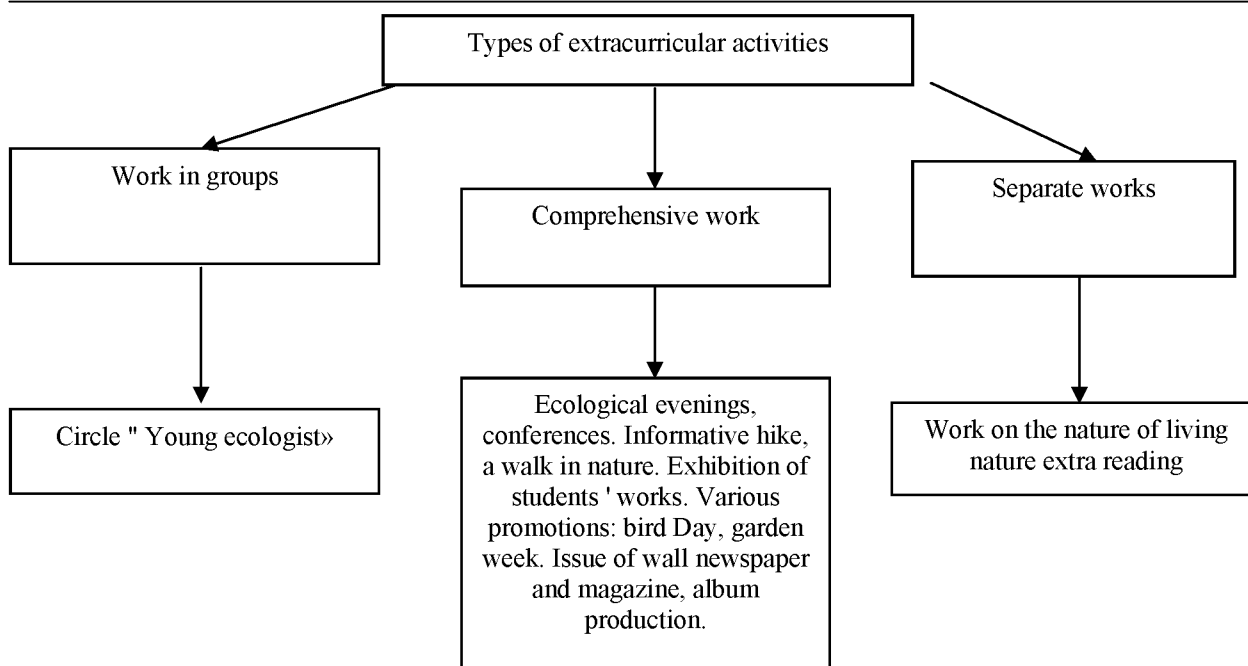 Types of extracurricular activities
Work in groups
Comprehensive work
Separate works
Circle " Young ecologist»
Ecological evenings,
conferences. Informative hike,
a walk in nature. Exhibition of
students ' works. Various
promotions: bird Day, garden
week. Issue of wall newspaper
and magazine, album
production.
Work on the nature of living
nature extra reading